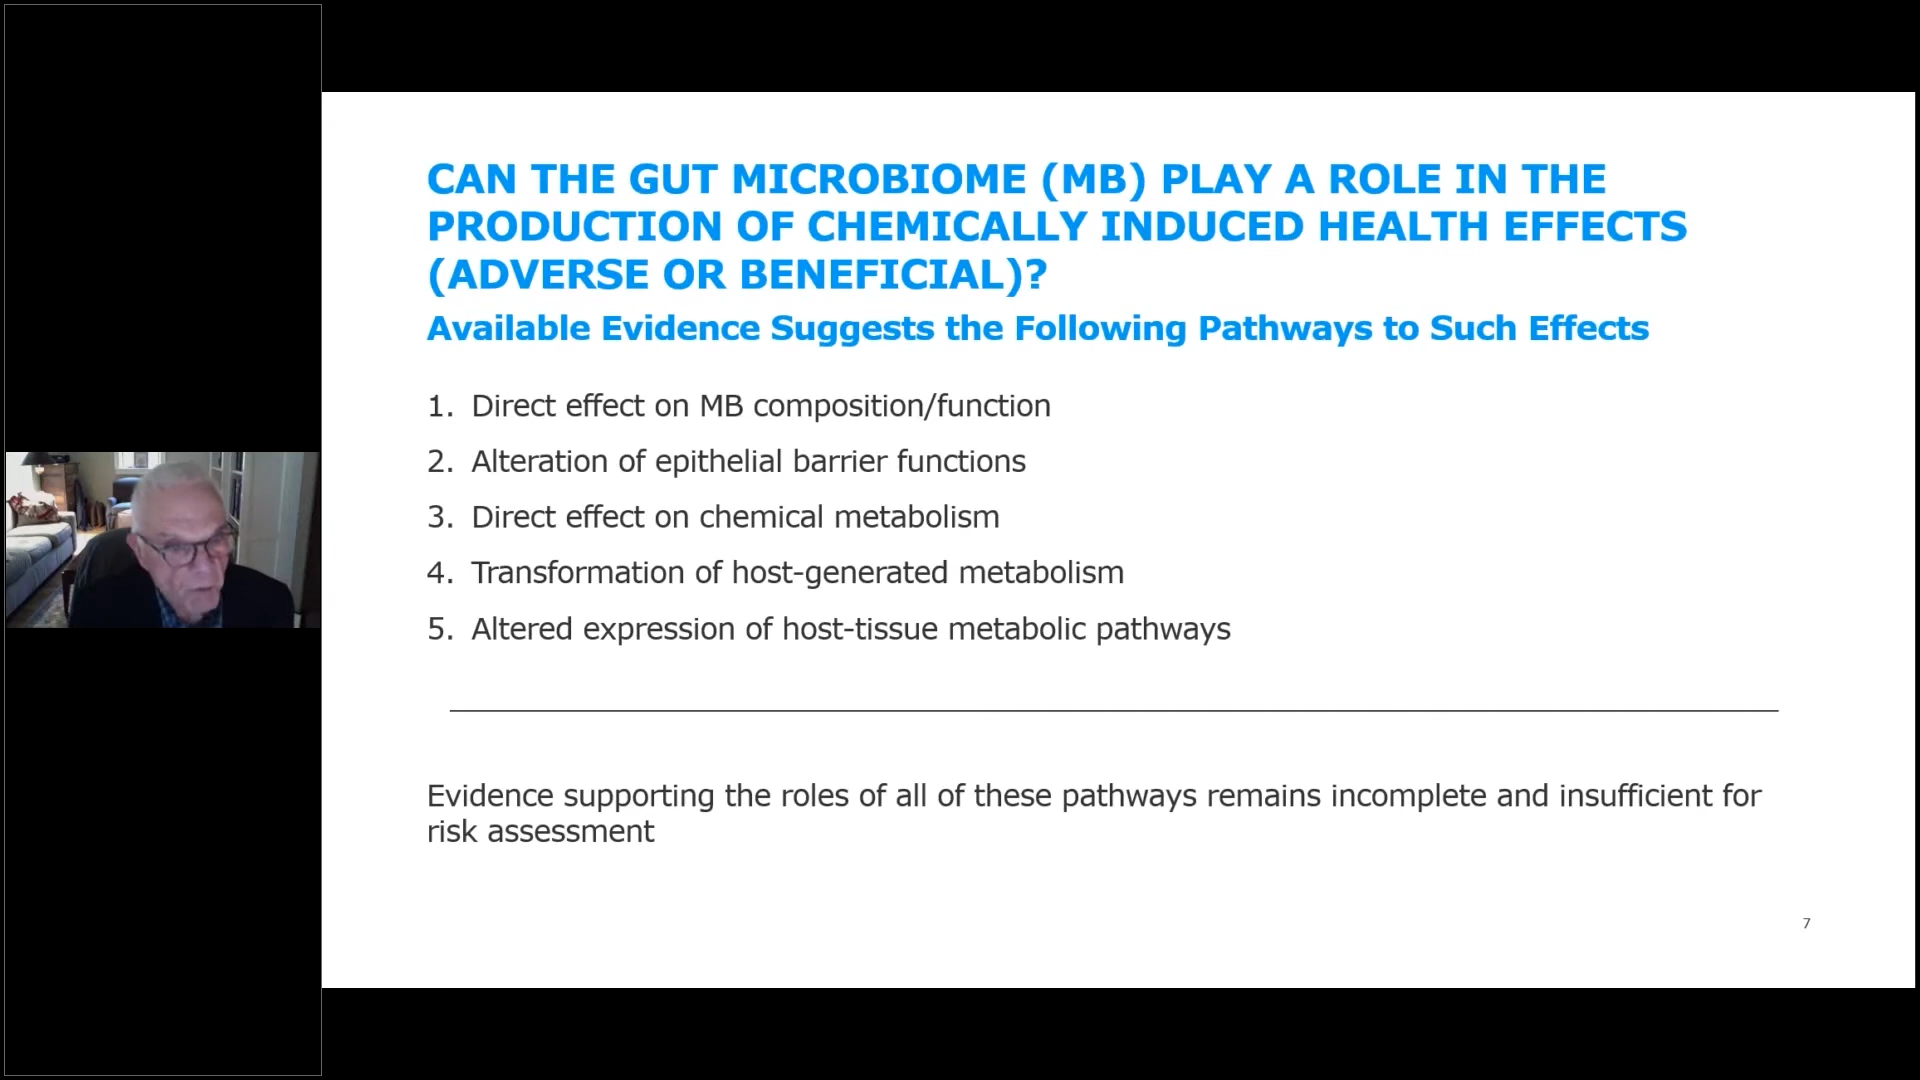 CAN THE GUT MICROBIOME (MB) PLAY A ROLE IN THE
PRODUCTION OF CHEMICALLY INDUCED HEALTH EFFECTS
(ADVERSE OR BENEFICIAL)?
Available Evidence Suggests the Following Pathways to Such Effects
1. Direct effect on MB composition/function
2. Alteration of epithelial barrier functions
3. Direct effect on chemical metabolism
4. Transformation of host-generated metabolism
5. Altered expression of host-tissue metabolic pathways
Evidence supporting the roles of all of these pathways remains incomplete and insufficient for
risk assessment
7